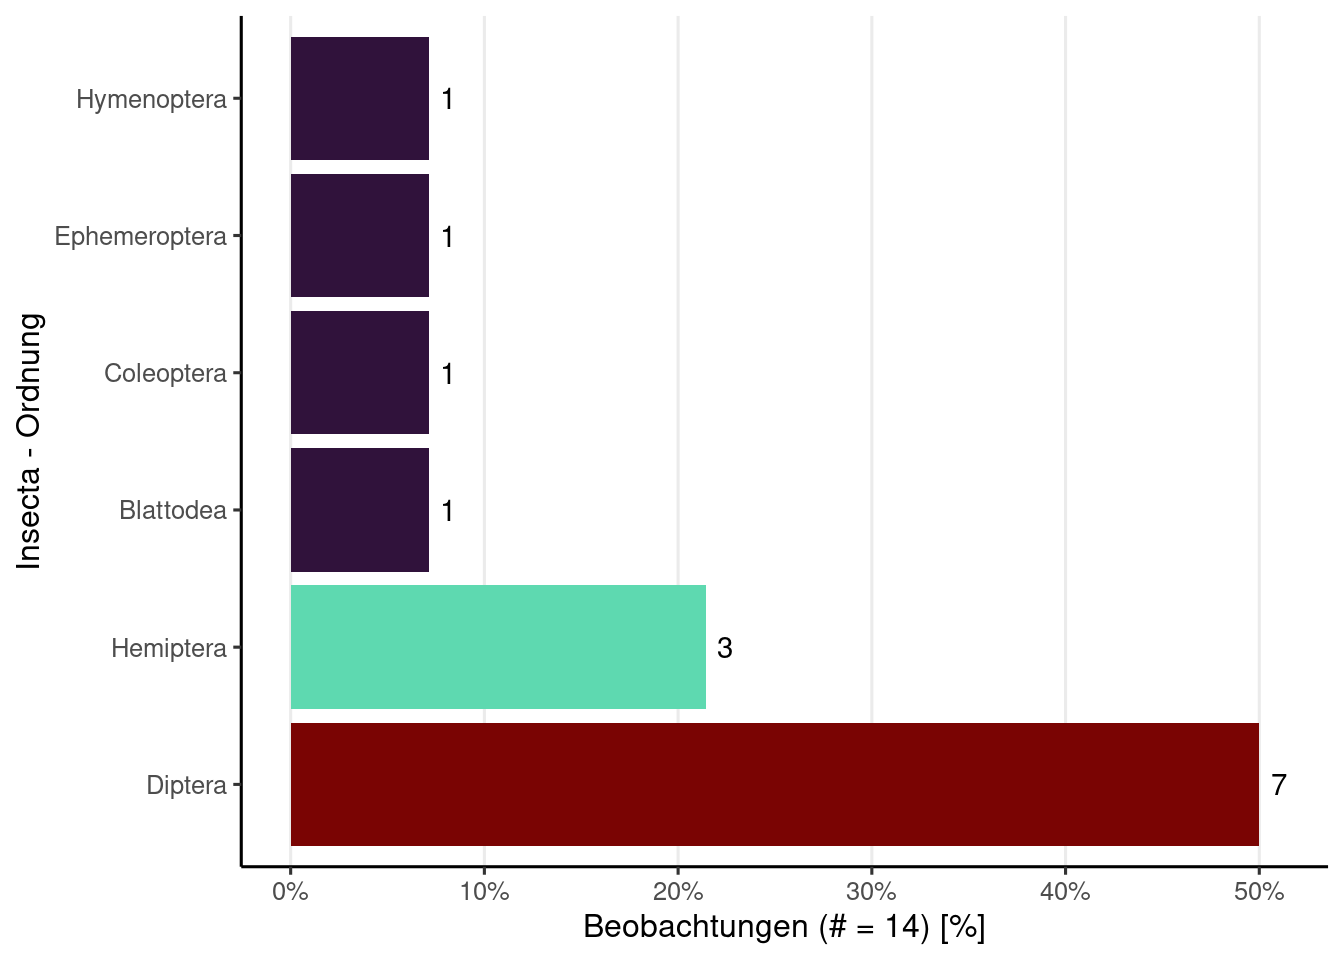 Insecta - Ordnung
Hymenoptera 1
Ephemeroptera 1
Coleoptera 1
Blattodea 1
Hemiptera 3
Diptera 7
0% 10% 20% 30% 40% 50%
Beobachtungen (# = 14) [%]